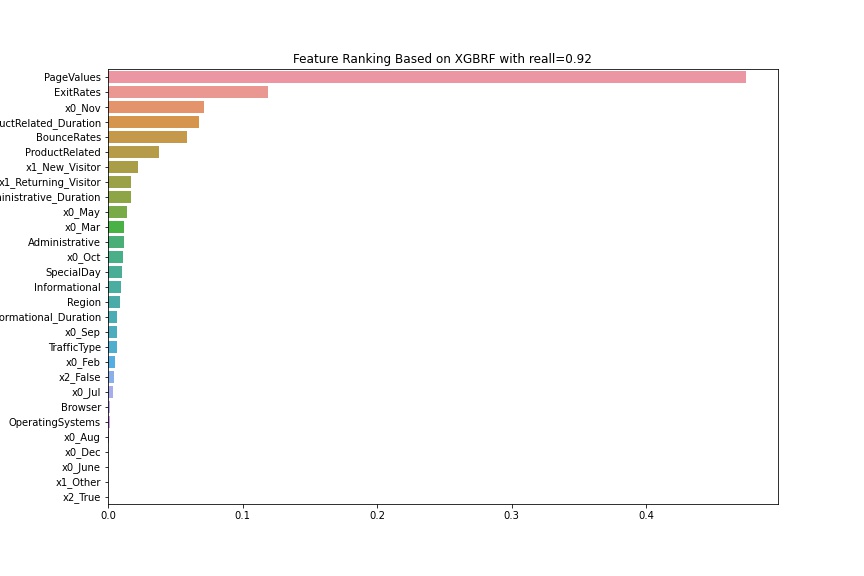 Feature Ranking Based on XGBRF with reall=0.92
PageValues
ExitRates
x0_Nov
uctRelated_Duration
BounceRates
ProductRelated
x1_New_Visitor
x1_Returning_Visitor
ninistrative_Duration
x0_May
x0_Mar
Administrative
x0_Oct
SpecialDay
Informational
Region
ormational_Duration
x0_Sep
TrafficType
x0_Feb
x2_False
x0_Jul
Browser
OperatingSystems
x0_Aug
x0_Dec
x0_June
x1_Other
x2_True
0.0 0.1 0.2 0.3 0.4